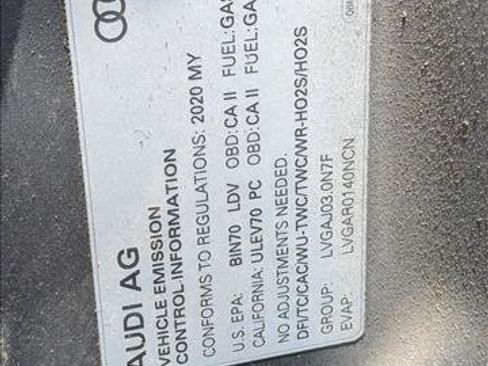 AUDI AG
VEHICLE EMISSION
CONTROL-INFORMATION
CONFORMS TO REGULATIONS: 2020 MY
U.S. EPA: BIN70 LDV OBD: CA II FUEL:
CALIFORNIA: ULEV70 PC OBD: CA II FUEL:
NO ADJUSTMENTS NEEDED.
DFI/TC/CAC/WU-TWC/TWC/WR-HO2S/HO2S
GROUP: LVGAJ03.0N7F
EVAP: LVGAR0140NCN